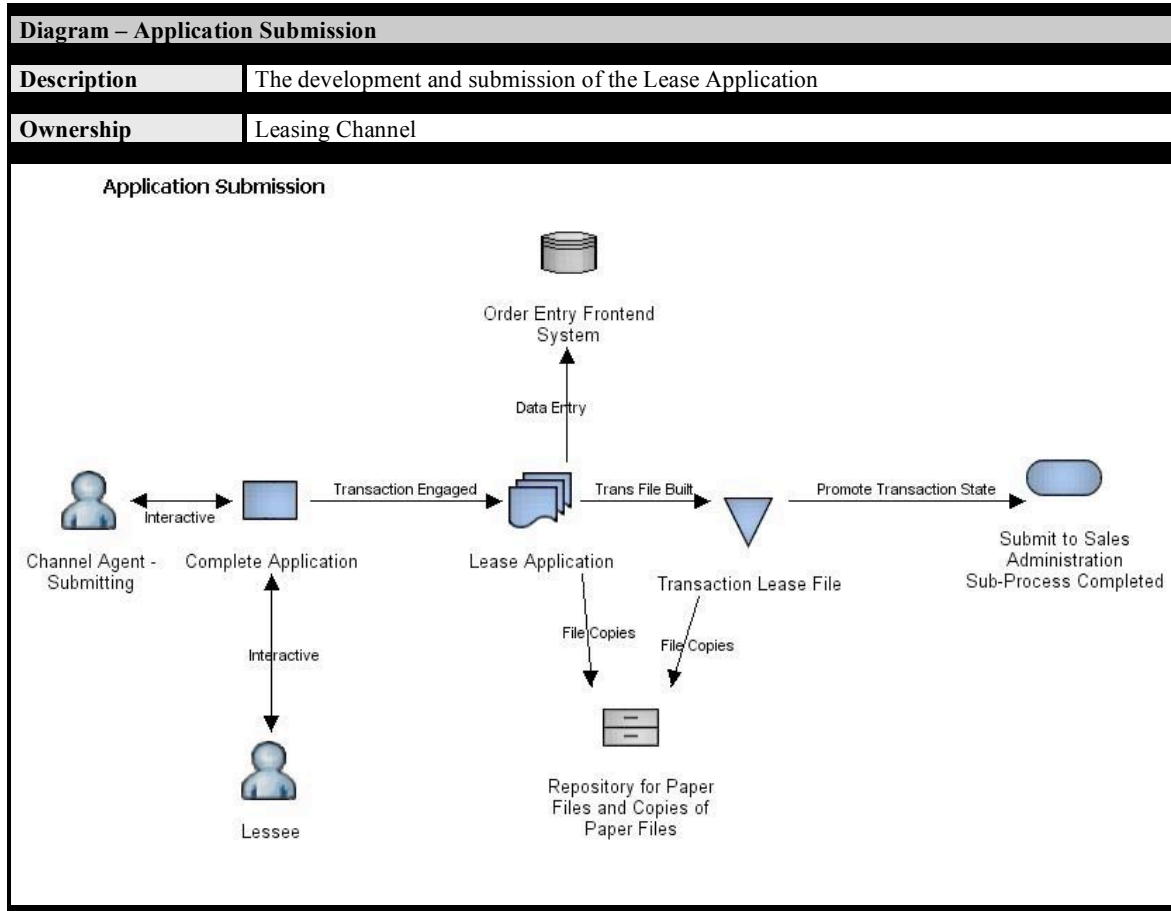 Diagram – Application Submission
Description The development and submission of the Lease Application
Ownership Leasing Channel
Application Submission
Order Entry Frontend
System
Data Entry
Transaction Engaged
Trans File Built
Promote Transaction State
Interactive
Channel Agent -
Submitting
Complete Application
Lease Application
Transaction Lease File
Submit to Sales
Administration
Sub-Process Completed
File Copies
File Copies
Interactive
Repository for Paper
Files and Copies of
Paper Files
Lessee